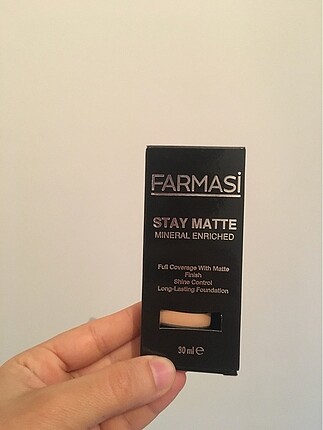 FARMASi
STAY MATTE
MINERAL ENRICHED
Full Coverage With Matte
Finish
Shine Control
Long-Lasting Foundation
30 ml ℮